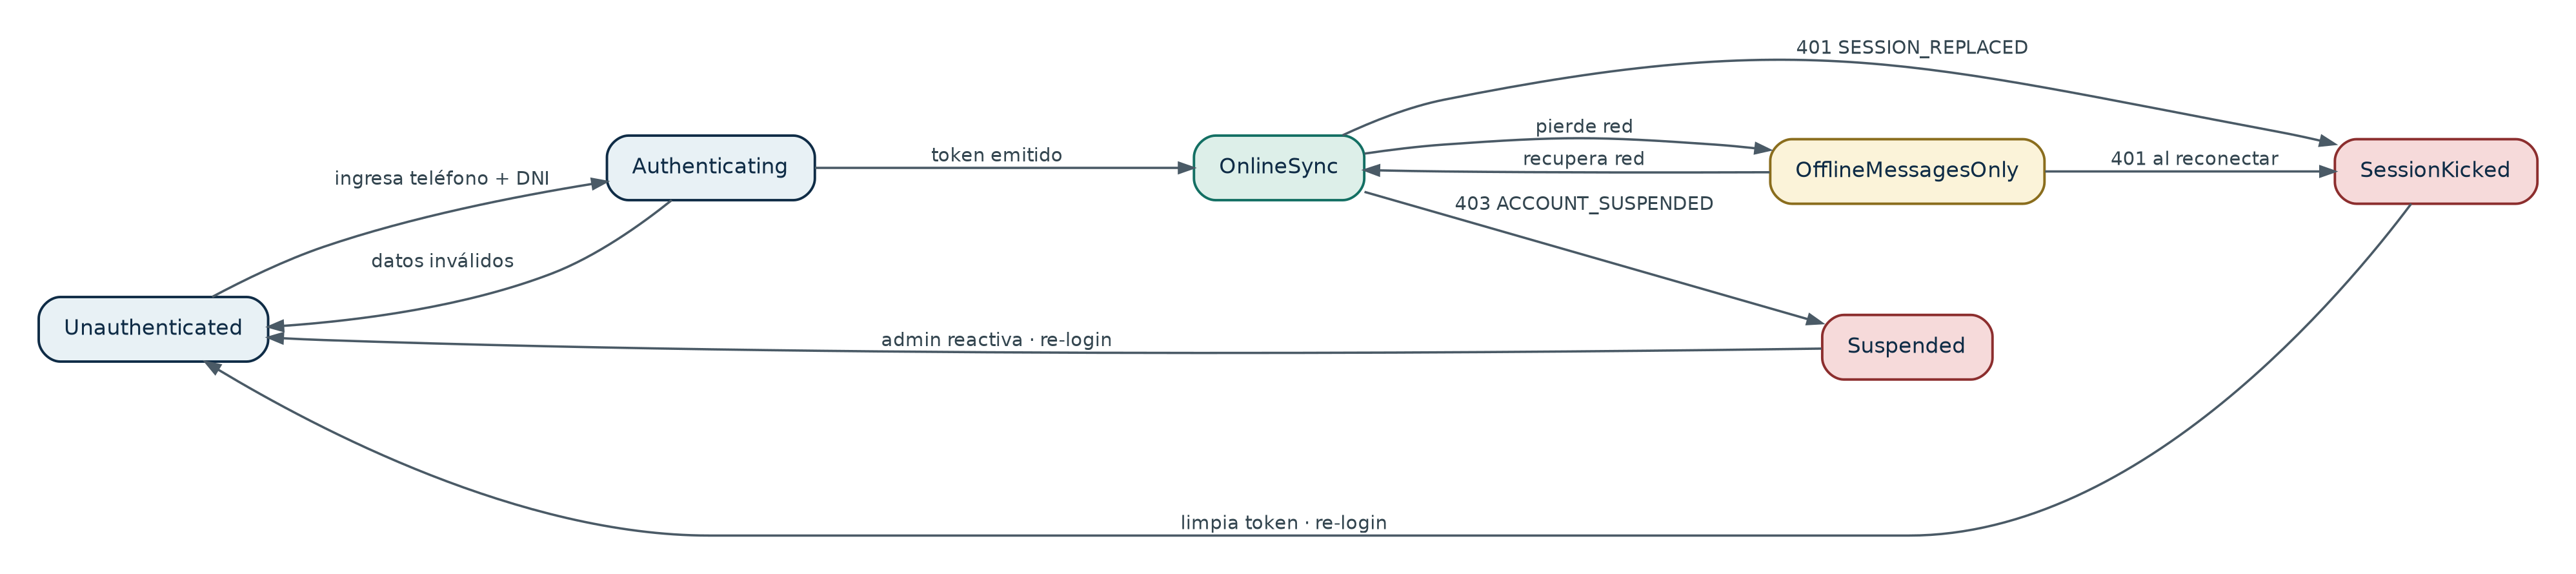 401 SESSION_REPLACED
pierde red
token emitido
recupera red
401 al reconectar
Authenticating
OnlineSync
OfflineMessagesOnly
SessionKicked
ingresa teléfono + DNI
403 ACCOUNT_SUSPENDED
datos inválidos
Unauthenticated
admin reactiva · re-login
Suspended
limpia token · re-login